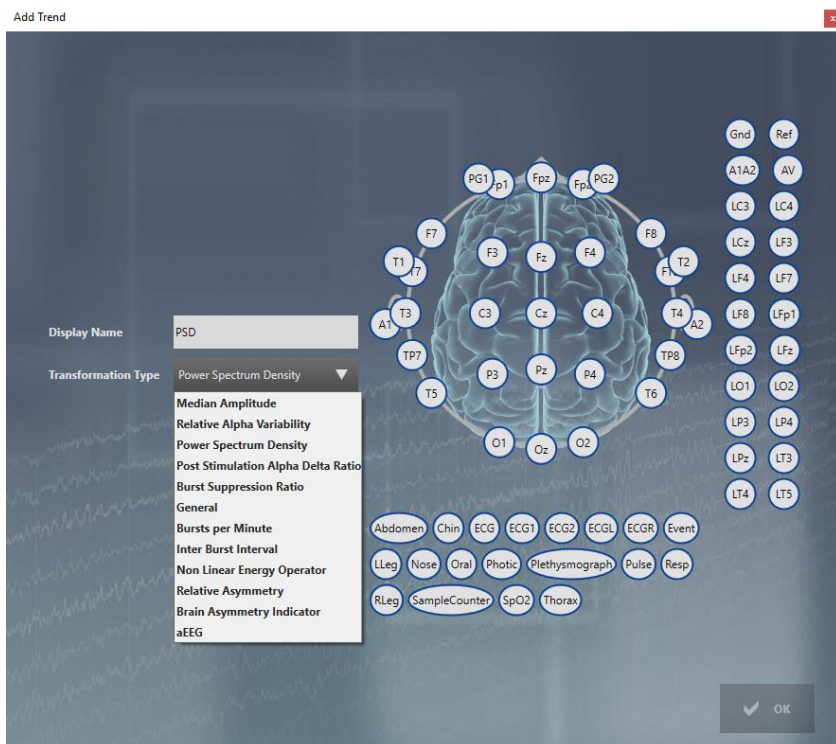 Add Trend
x
Gnd Ref
PG1 Fp1 Fpz Fp2 PG2
A1A2 AV
LC3 LC4
F7 F8
F3 Fz F4
LCz LF3
T1 T2
LF4 LF7
A1 T3 C3 Cz C4 T4 A2
LF8 LFp1
Display Name PSD
TP7 TP8
LFp2 LFz
Transformation Type Power Spectrum Density
P3 Pz P4
LO1 LO2
T5 T6
Median Amplitude
Relative Alpha Variability
LP3 LP4
Power Spectrum Density
O1 Oz O2
LPz LT3
Post Stimulation Alpha Delta Ratio
Burst Suppression Ratio
LT4 LT5
General
Bursts per Minute
Inter Burst Interval
Non Linear Energy Operator
Relative Asymmetry
Brain Asymmetry Indicator
aEEG
Abdomen Chin ECG ECG1 ECG2 ECGL ECGR Event
LLeg Nose Oral Photic Plethysmograph Pulse Resp
RLeg SampleCounter SpO2 Thorax
OK